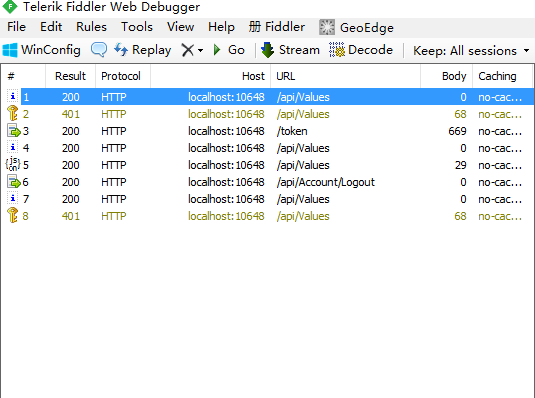 Telerik Fiddler Web Debugger
File Edit Rules Tools View Help 册 Fiddler GeoEdge
WinConfig Replay Go Stream Decode Keep: All sessions
# Result Protocol Host URL Body Caching
1 200 HTTP localhost:10648 /api/Values 0 no-cac...
2 401 HTTP localhost:10648 /api/Values 68 no-cac...
3 200 HTTP localhost:10648 /token 669 no-cac...
4 200 HTTP localhost:10648 /api/Values 0 no-cac...
5 200 HTTP localhost:10648 /api/Values 29 no-cac...
6 200 HTTP localhost:10648 /api/Account/Logout 0 no-cac...
7 200 HTTP localhost:10648 /api/Values 0 no-cac...
8 401 HTTP localhost:10648 /api/Values 68 no-cac...